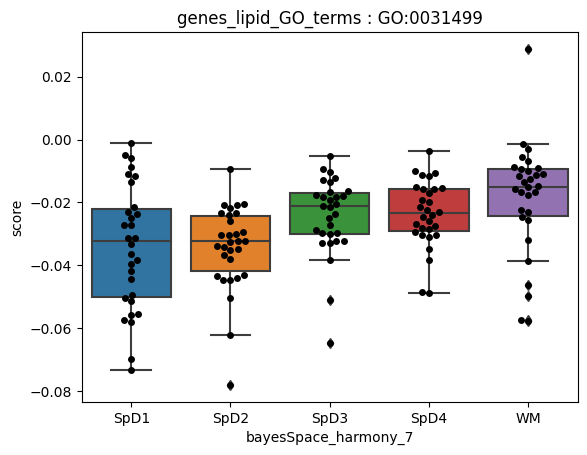 genes_lipid_GO_terms : GO:0031499
0.02
0.00
−0.02
−0.04
−0.06
−0.08
score
SpD1 SpD2 SpD3 SpD4 WM
bayesSpace_harmony_7